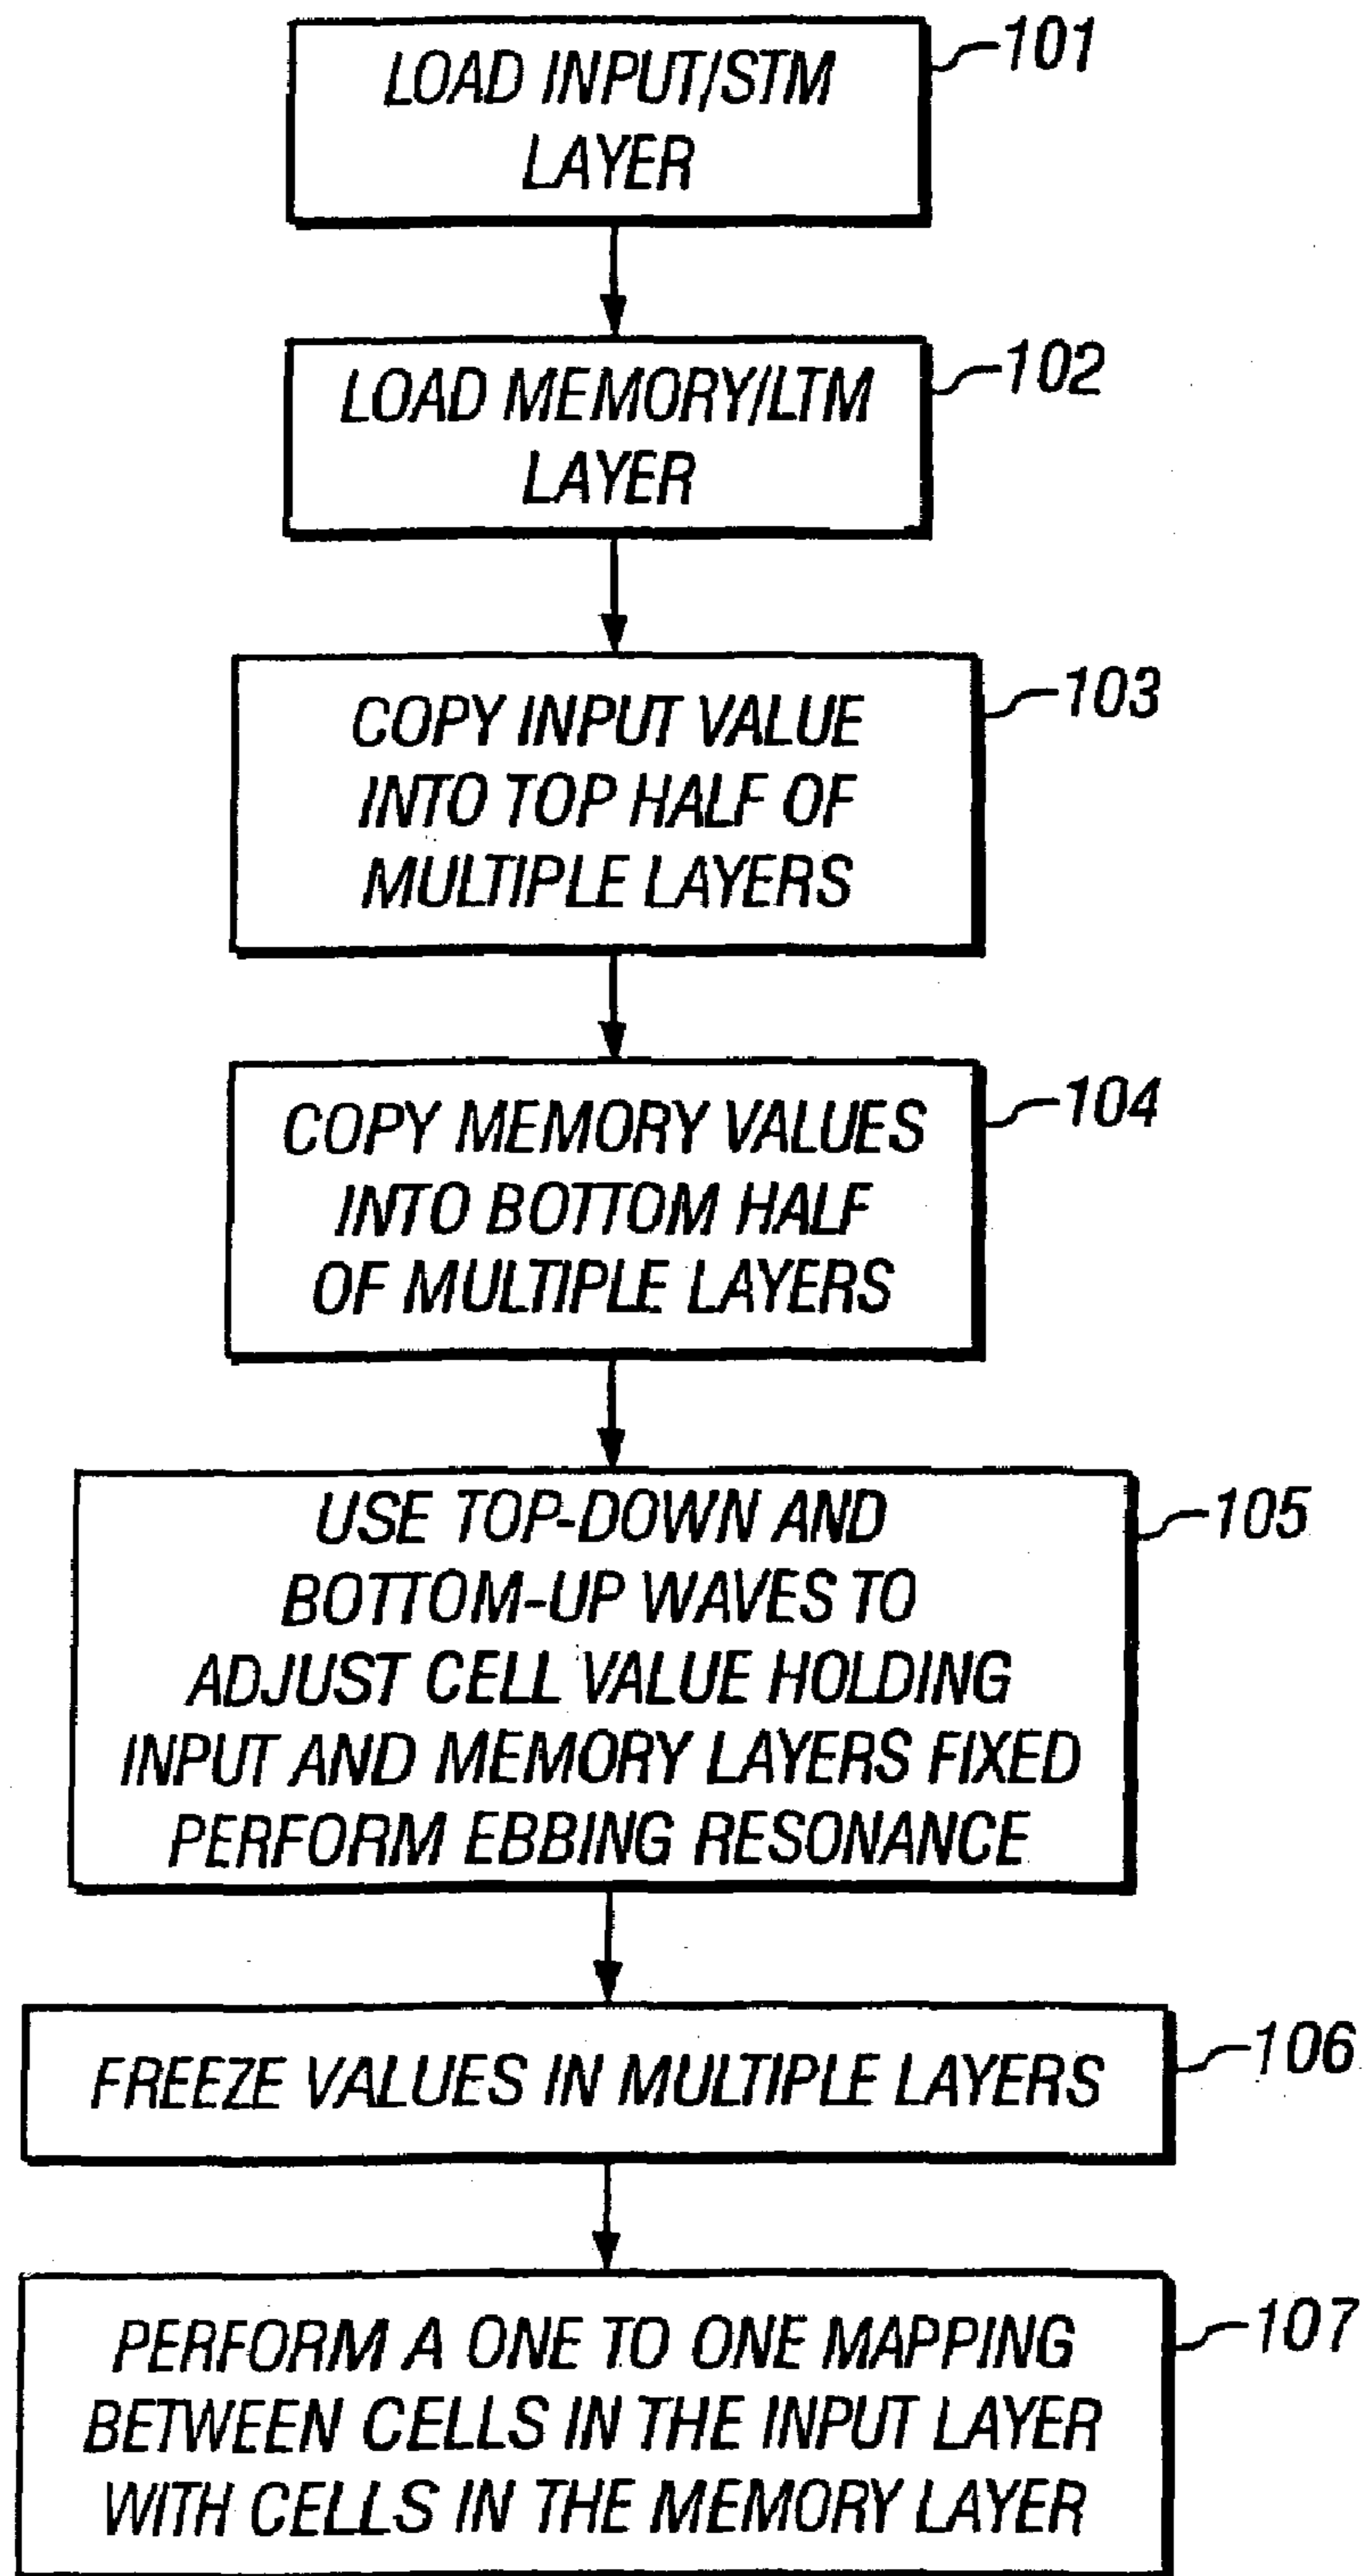 LOAD INPUT/STM
LAYER
101
LOAD MEMORY/LTM
LAYER
102
COPY INPUT VALUE
INTO TOP HALF OF
MULTIPLE LAYERS
103
COPY MEMORY VALUES
INTO BOTTOM HALF
OF MULTIPLE LAYERS
104
USE TOP-DOWN AND
BOTTOM-UP WAVES TO
ADJUST CELL VALUE HOLDING
INPUT AND MEMORY LAYERS FIXED
PERFORM EBBING RESONANCE
105
FREEZE VALUES IN MULTIPLE LAYERS
106
PERFORM A ONE TO ONE MAPPING
BETWEEN CELLS IN THE INPUT LAYER
WITH CELLS IN THE MEMORY LAYER
107